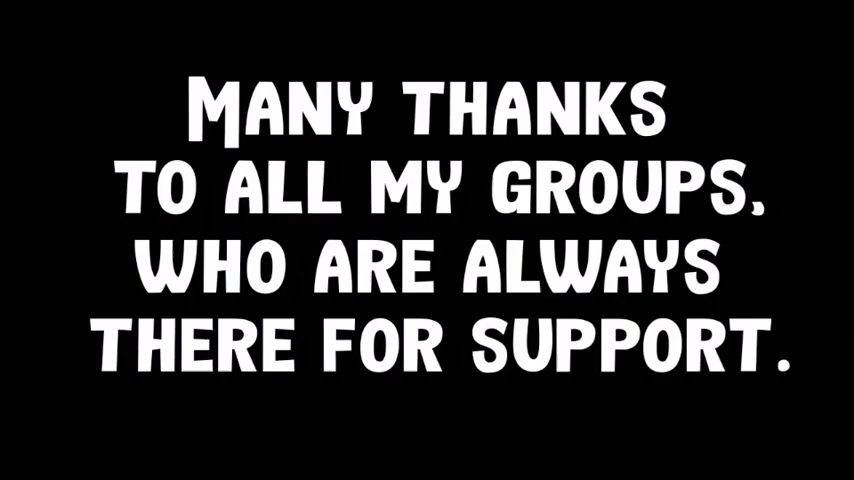 MANY THANKS
TO ALL MY GROUPS,
WHO ARE ALWAYS
THERE FOR SUPPORT.